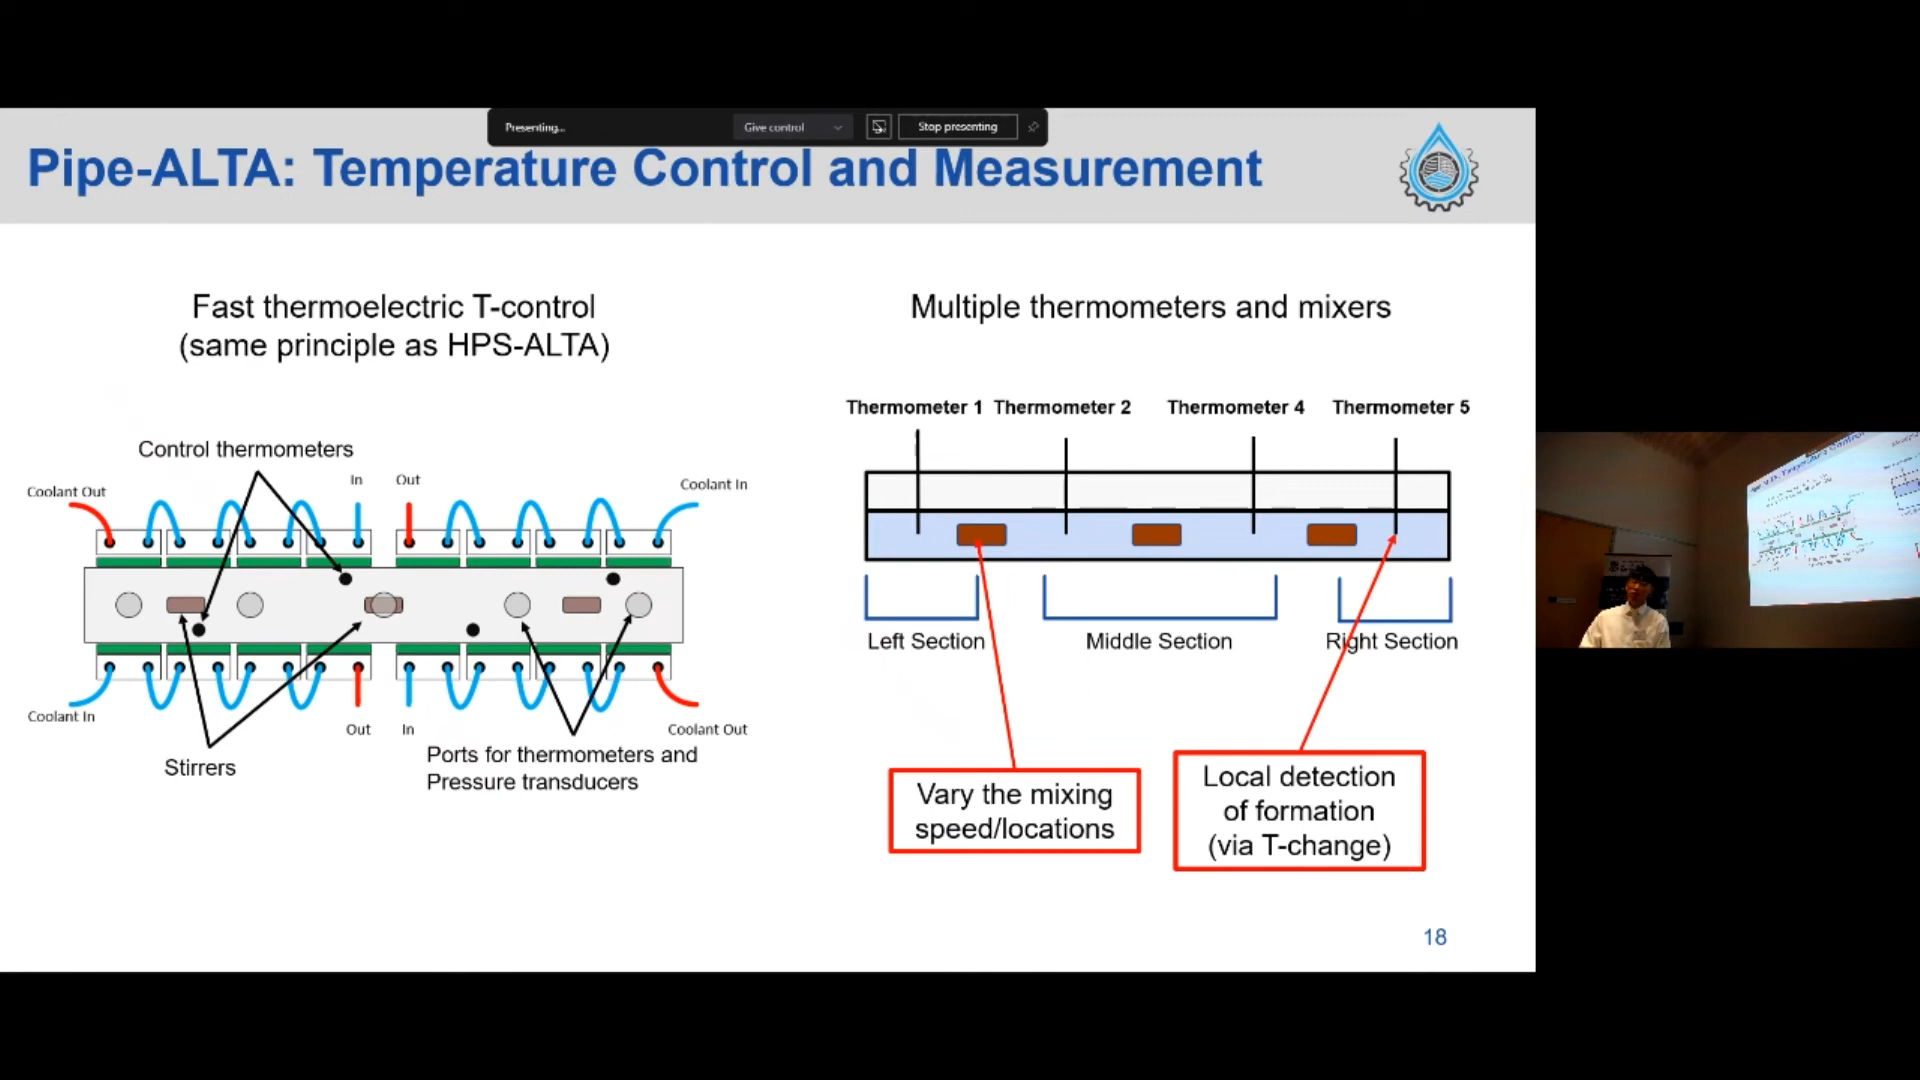 Presenting...
Give control
Stop presenting
Pipe-ALTA: Temperature Control and Measurement
Fast thermoelectric T-control
(same principle as HPS-ALTA)
Control thermometers
Coolant Out
In
Out
Coolant In
Coolant In
Out
In
Coolant Out
Stirrers
Ports for thermometers and
Pressure transducers
Multiple thermometers and mixers
Thermometer 1
Thermometer 2
Thermometer 4
Thermometer 5
Left Section
Middle Section
Right Section
Vary the mixing
speed/locations
Local detection
of formation
(via T-change)
18